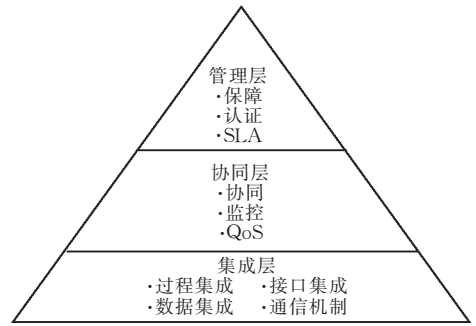 管理层
·保障
·认证
·SLA
协同层
·协同
·监控
·QoS
集成层
·过程集成 ·接口集成
·数据集成 ·通信机制